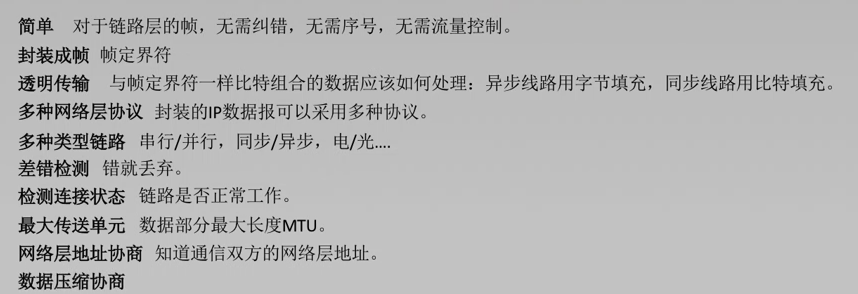 简单 对于链路层的帧，无需纠错，无需序号，无需流量控制。
封装成帧 帧定界符
透明传输 与帧定界符一样比特组合的数据应该如何处理：异步线路用字节填充，同步线路用比特填充。
多种网络层协议 封装的IP数据报可以采用多种协议。
多种类型链路 串行/并行，同步/异步，电/光....
差错检测 错就丢弃。
检测连接状态 链路是否正常工作。
最大传送单元 数据部分最大长度MTU。
网络层地址协商 知道通信双方的网络层地址。
数据压缩协商